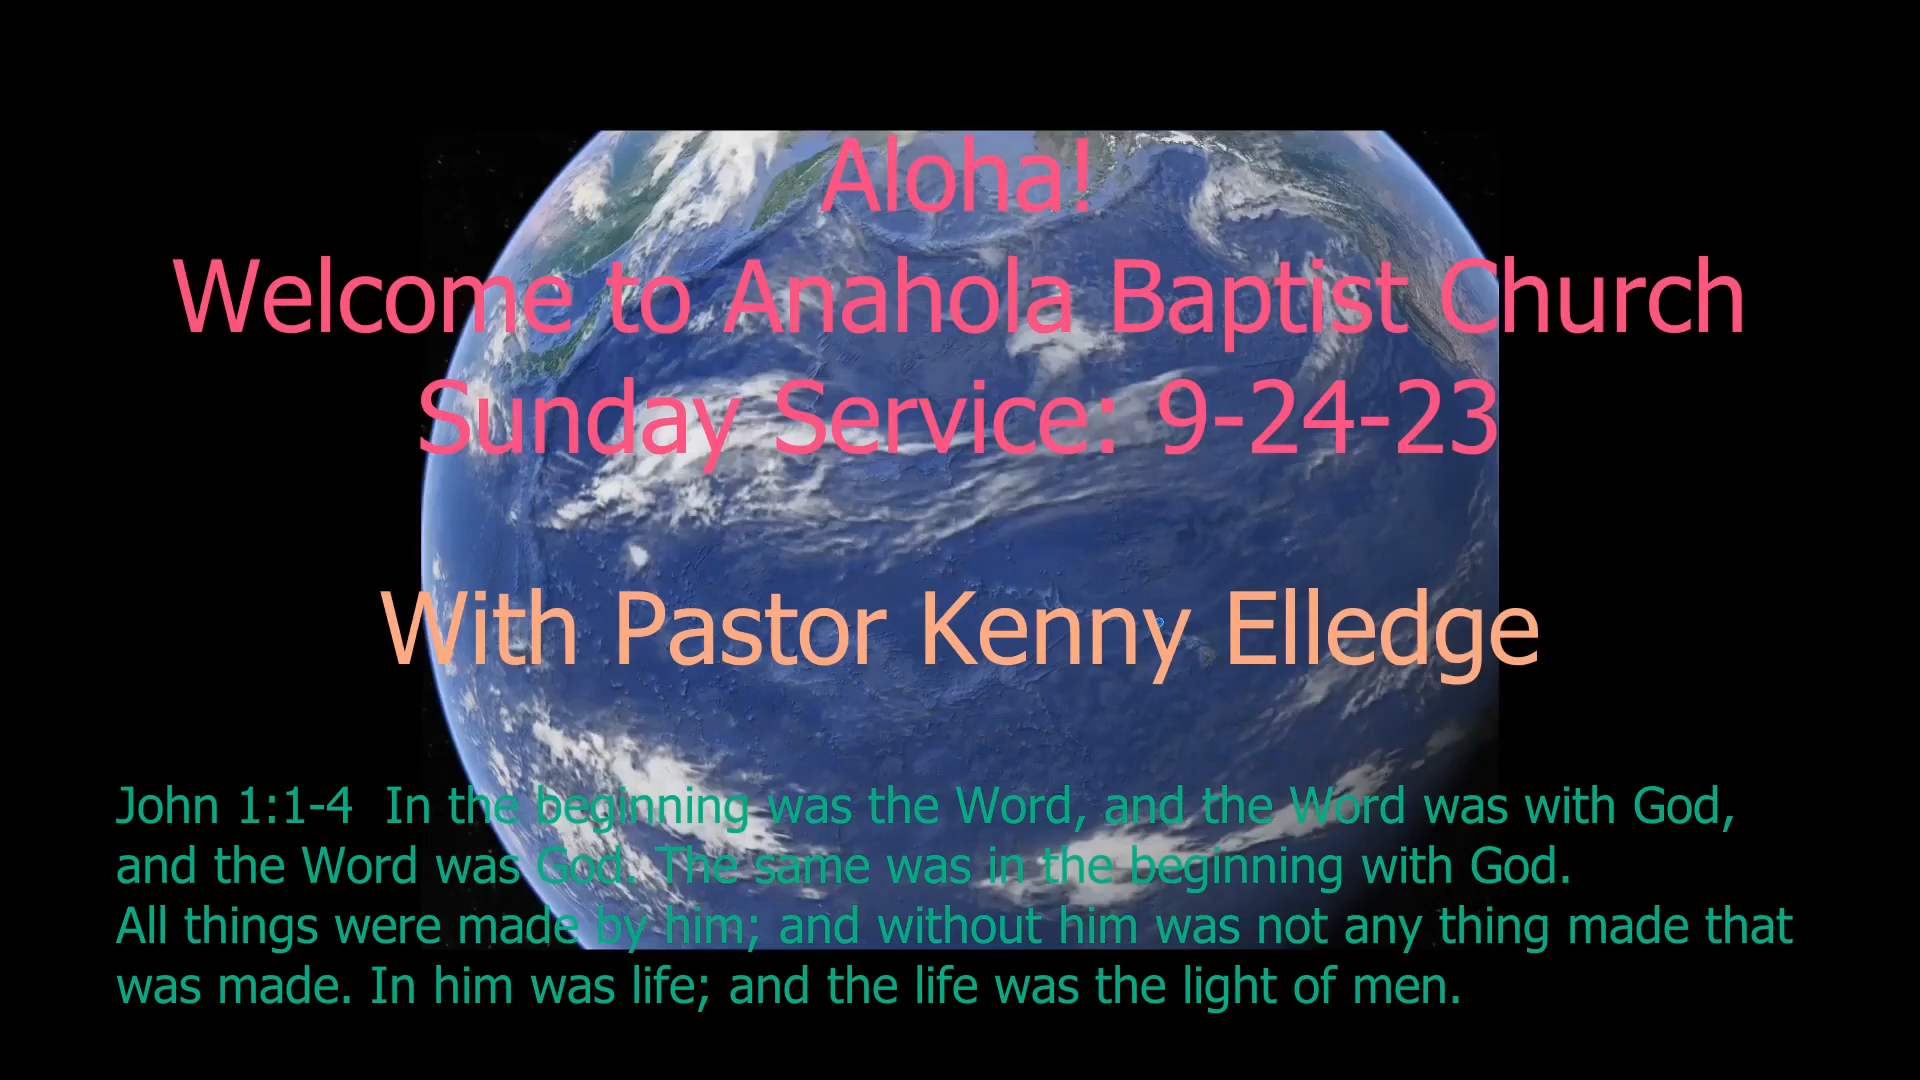 Aloha!
Welcome to Anahola Baptist Church
Sunday Service: 9-24-23
With Pastor Kenny Elledge
John 1:1-4  In the beginning was the Word, and the Word was with God,
and the Word was God. The same was in the beginning with God.
All things were made by him; and without him was not any thing made that
was made. In him was life; and the life was the light of men.